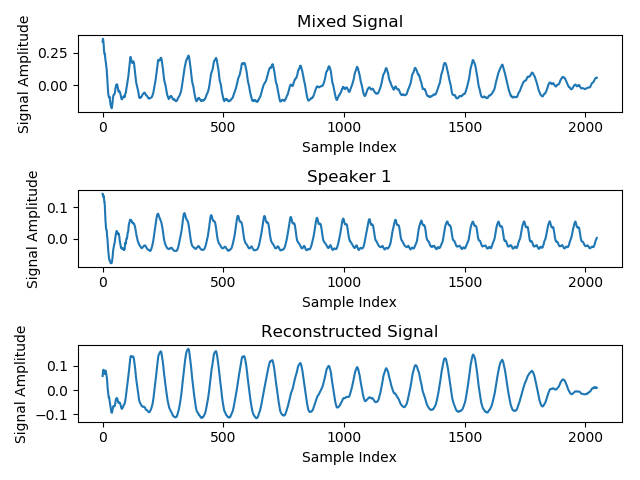 Mixed Signal
Signal Amplitude
0.25
0.00
0 500 1000 1500 2000
Sample Index
Speaker 1
Signal Amplitude
0.1
0.0
0 500 1000 1500 2000
Sample Index
Reconstructed Signal
Signal Amplitude
0.1
0.0
−0.1
0 500 1000 1500 2000
Sample Index